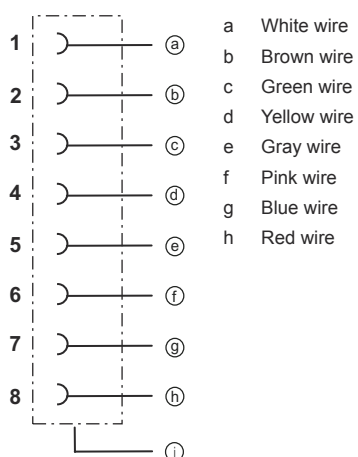 1 ⓐ
2 ⓑ
3 ⓒ
4 ⓓ
5 ⓔ
6 ⓕ
7 ⓖ
8 ⓗ
ⓘ
a White wire
b Brown wire
c Green wire
d Yellow wire
e Gray wire
f Pink wire
g Blue wire
h Red wire